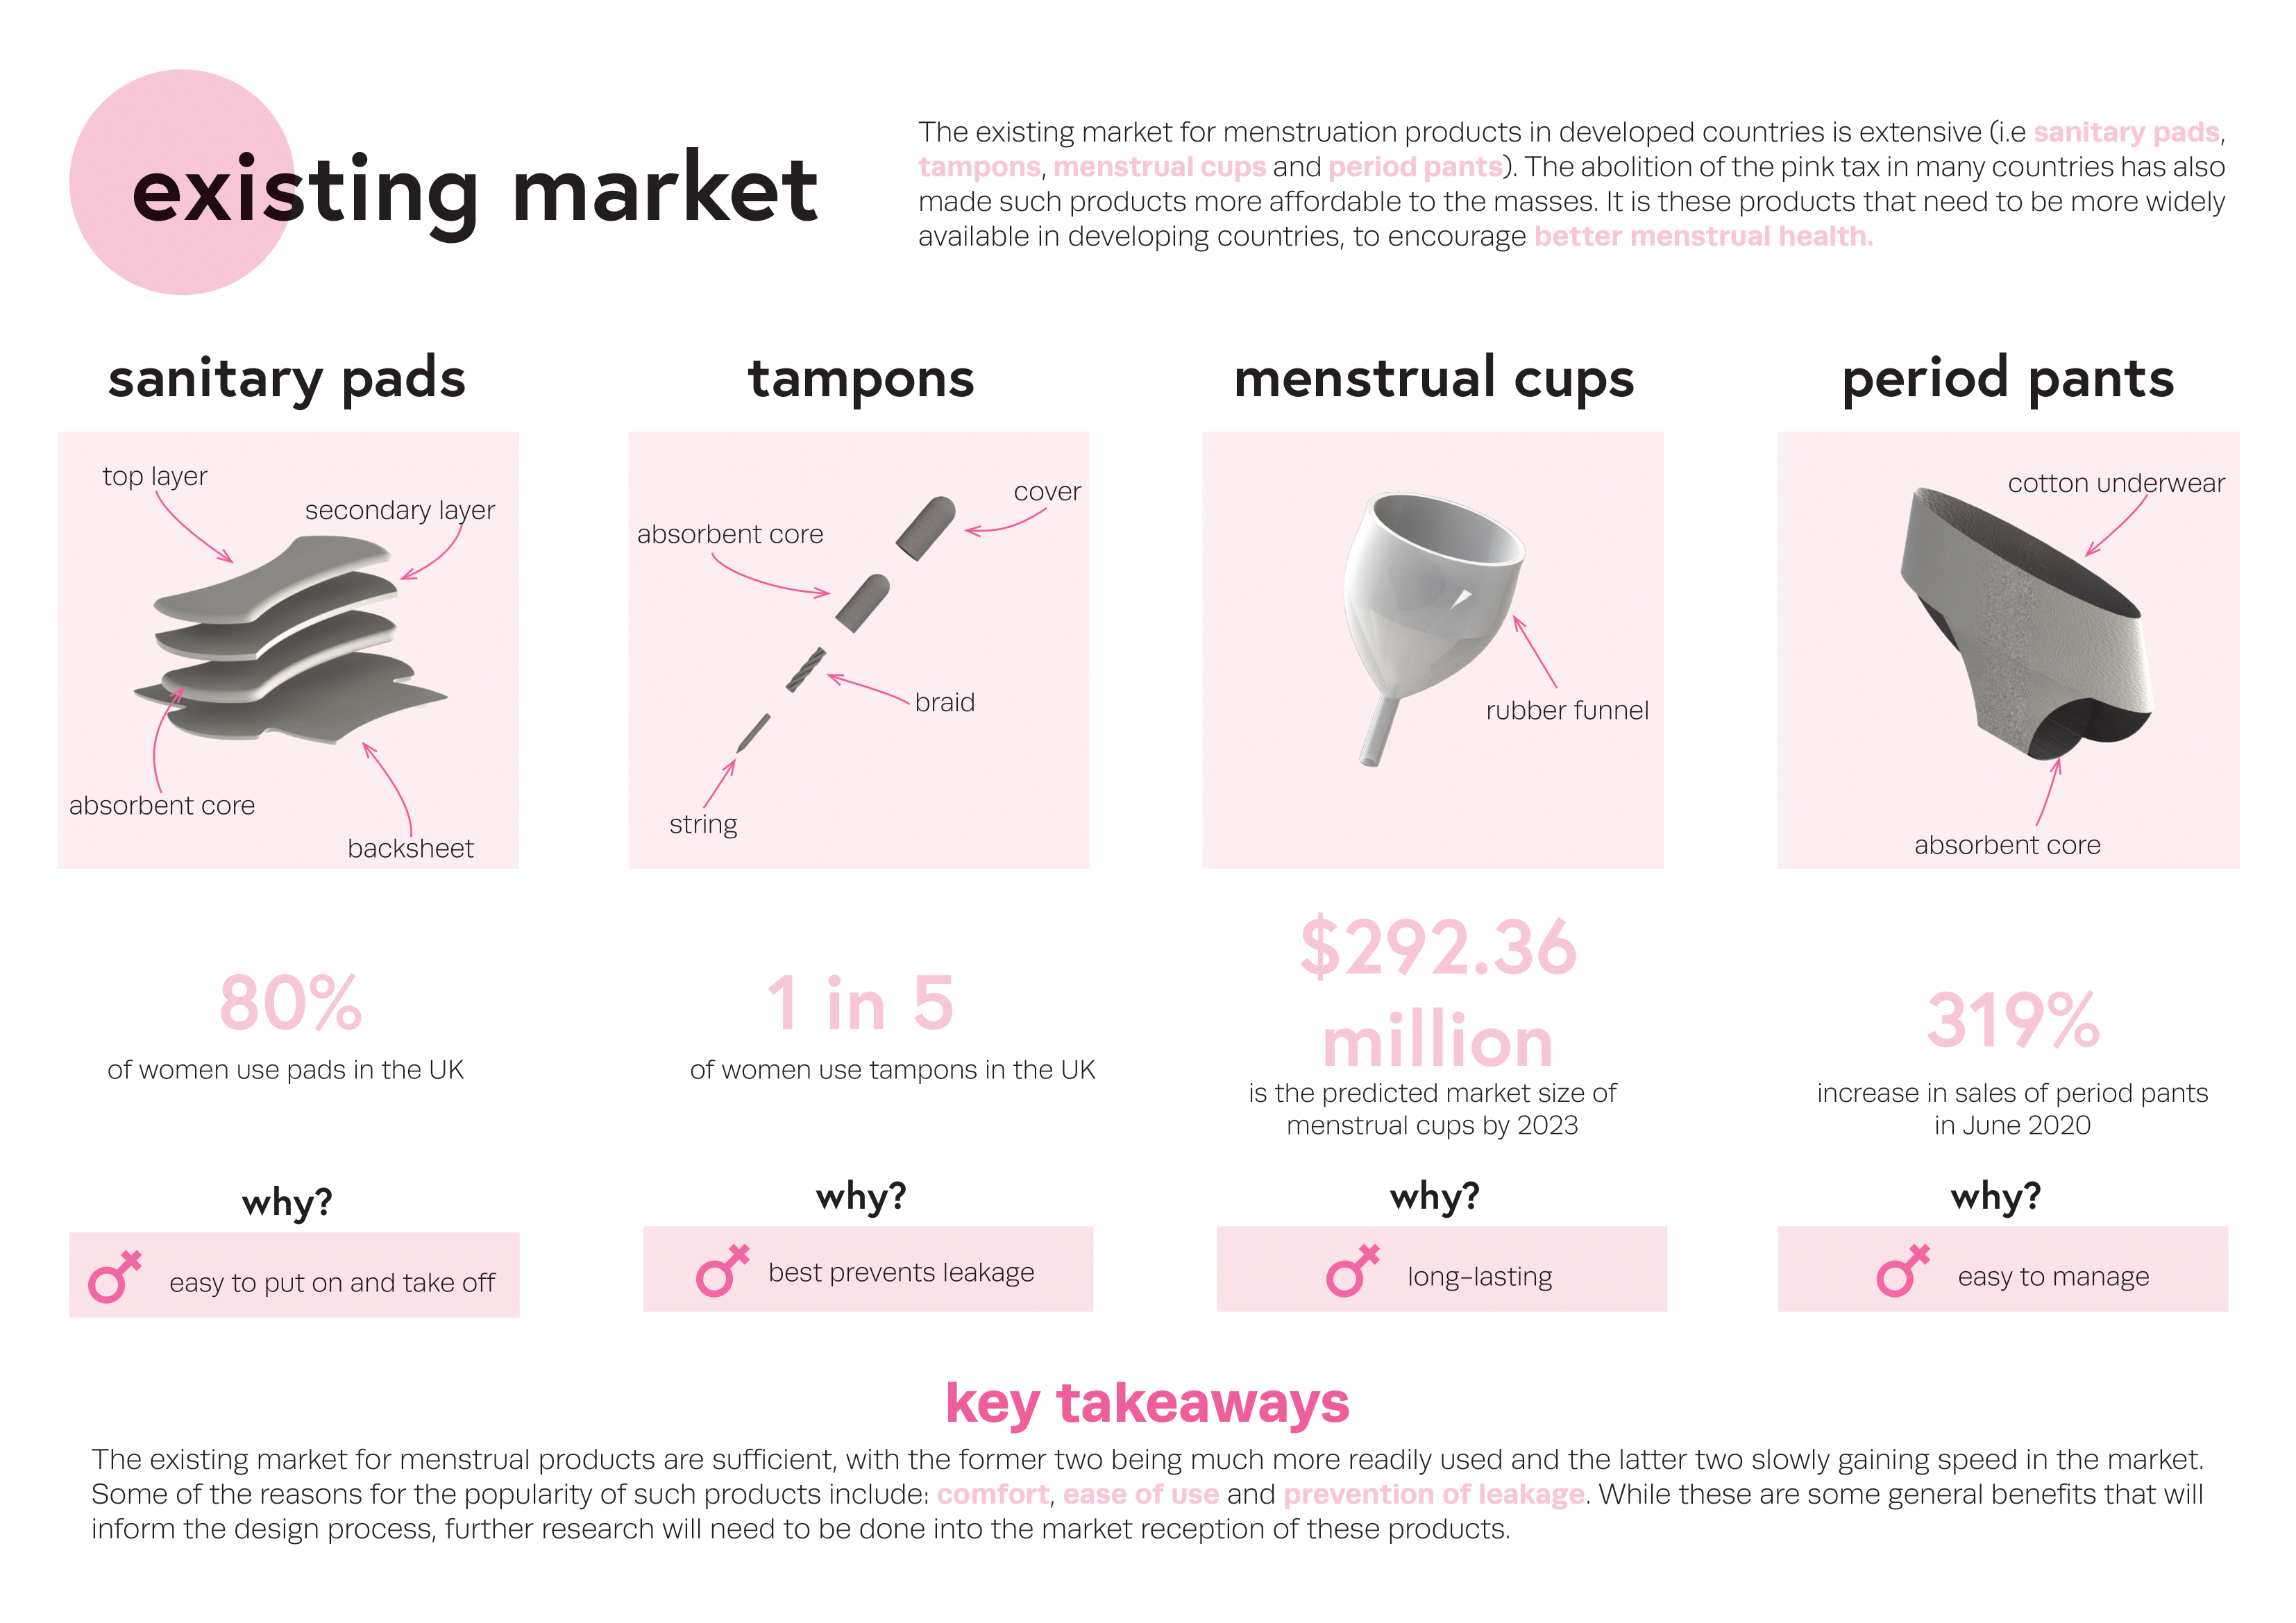 existing market
The existing market for menstruation products in developed countries is extensive (i.e sanitary pads,
tampons, menstrual cups and period pants). The abolition of the pink tax in many countries has also
made such products more affordable to the masses. It is these products that need to be more widely
available in developing countries, to encourage better menstrual health.
sanitary pads
top layer
secondary layer
absorbent core
backsheet
80%
of women use pads in the UK
why?
easy to put on and take off
tampons
cover
absorbent core
braid
string
1 in 5
of women use tampons in the UK
why?
best prevents leakage
menstrual cups
rubber funnel
$292.36
million
is the predicted market size of
menstrual cups by 2023
why?
long-lasting
period pants
cotton underwear
absorbent core
319%
increase in sales of period pants
in June 2020
why?
easy to manage
key takeaways
The existing market for menstrual products are sufficient, with the former two being much more readily used and the latter two slowly gaining speed in the market.
Some of the reasons for the popularity of such products include: comfort, ease of use and prevention of leakage. While these are some general benefits that will
inform the design process, further research will need to be done into the market reception of these products.